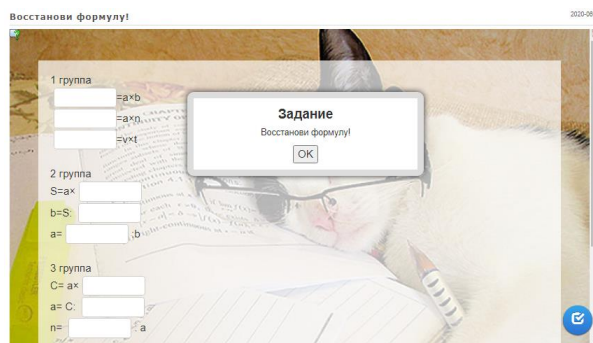 Восстанови формулу!
2020-06
1 группа
=a×b
=a×n
=v×t
Задание
Восстанови формулу!
OK
2 группа
S=a×
b=S:
a= :b
3 группа
C= a×
a= C:
n= : a